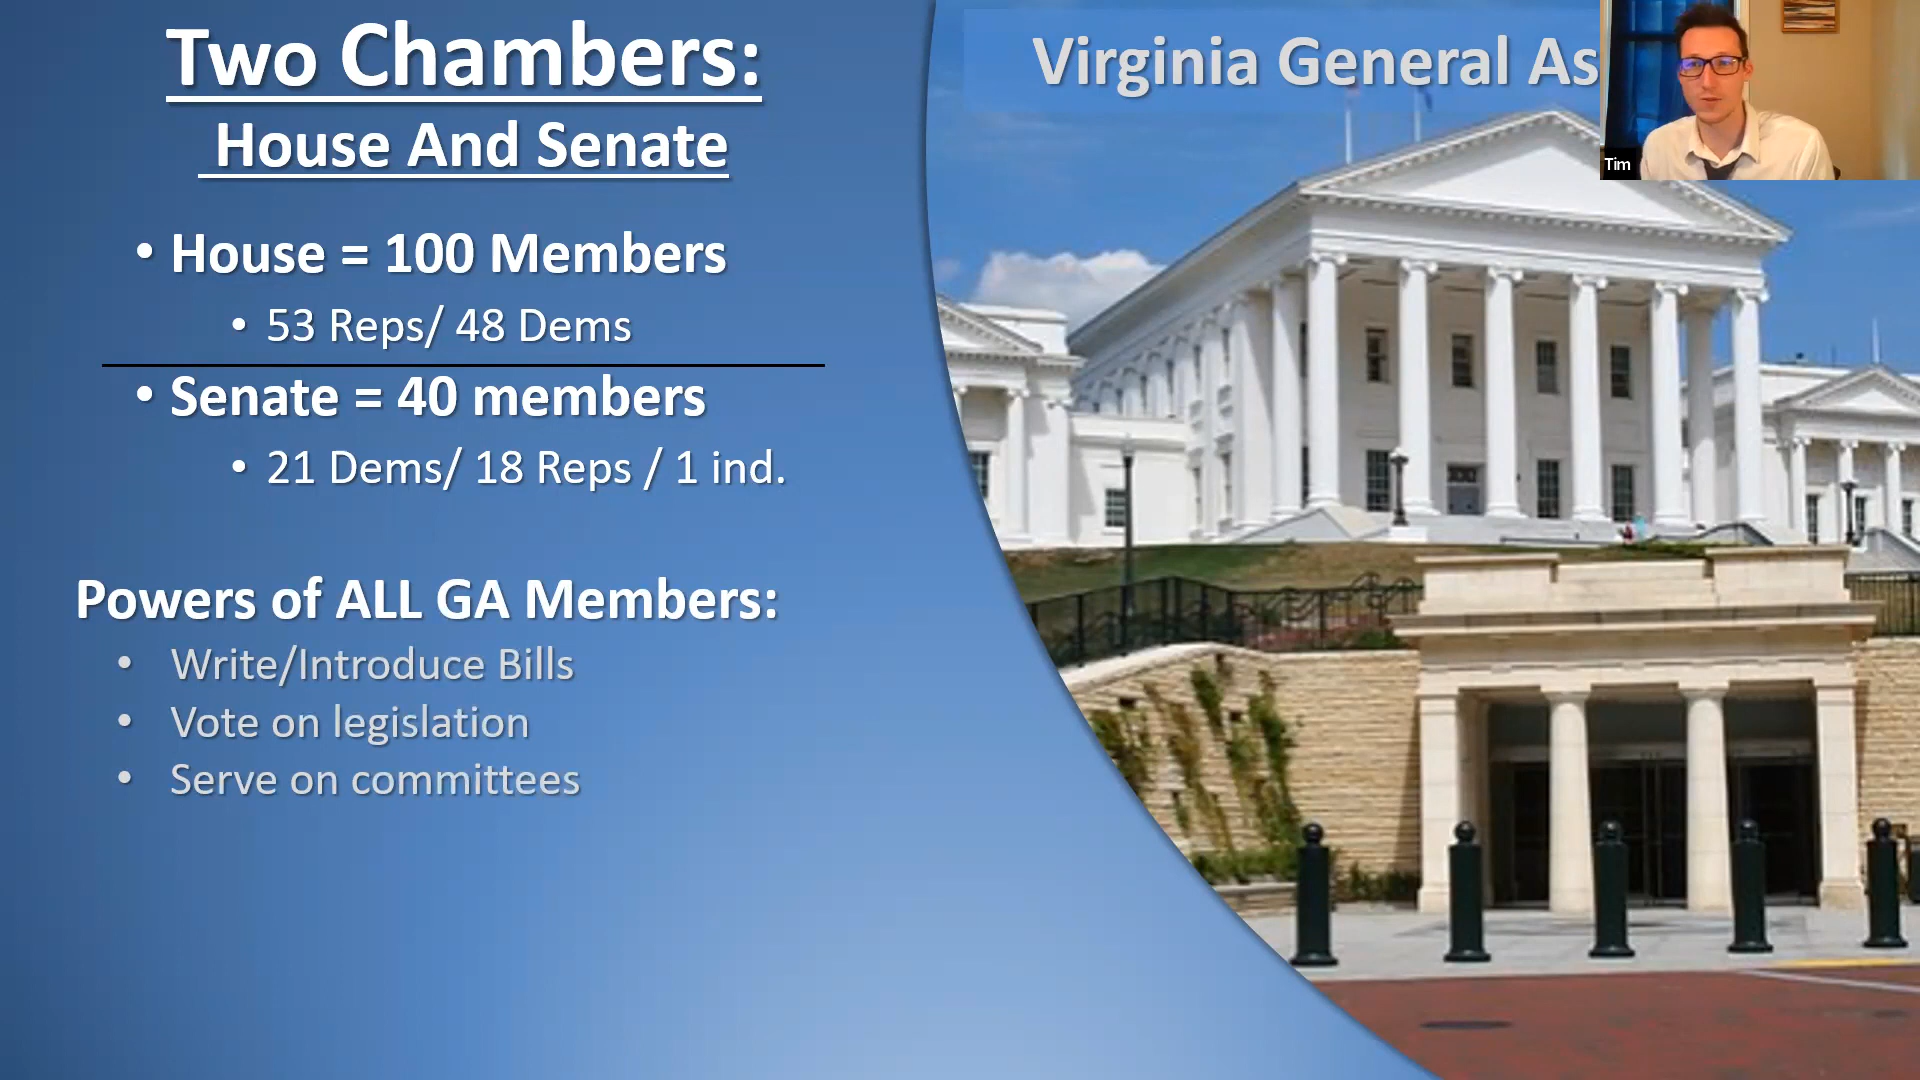 Two Chambers:
House And Senate
• House = 100 Members
• 53 Reps/ 48 Dems
• Senate = 40 members
• 21 Dems/ 18 Reps / 1 ind.
Powers of ALL GA Members:
• Write/Introduce Bills
• Vote on legislation
• Serve on committees
Virginia General As
Tim